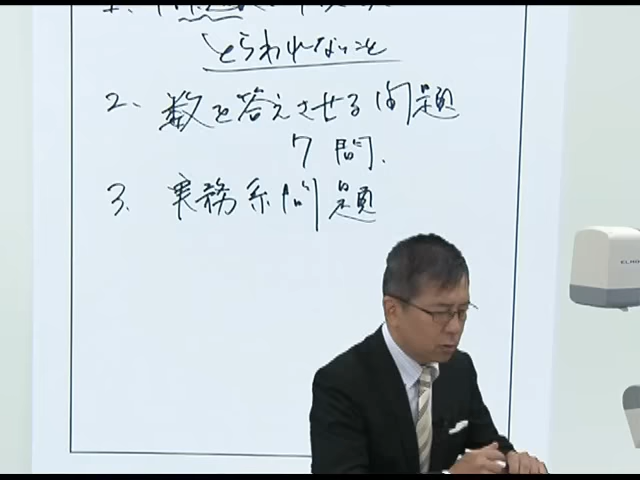 とらわれないこと
2、数を答えさせる問題
7問.
3、実務系問題
ELMO